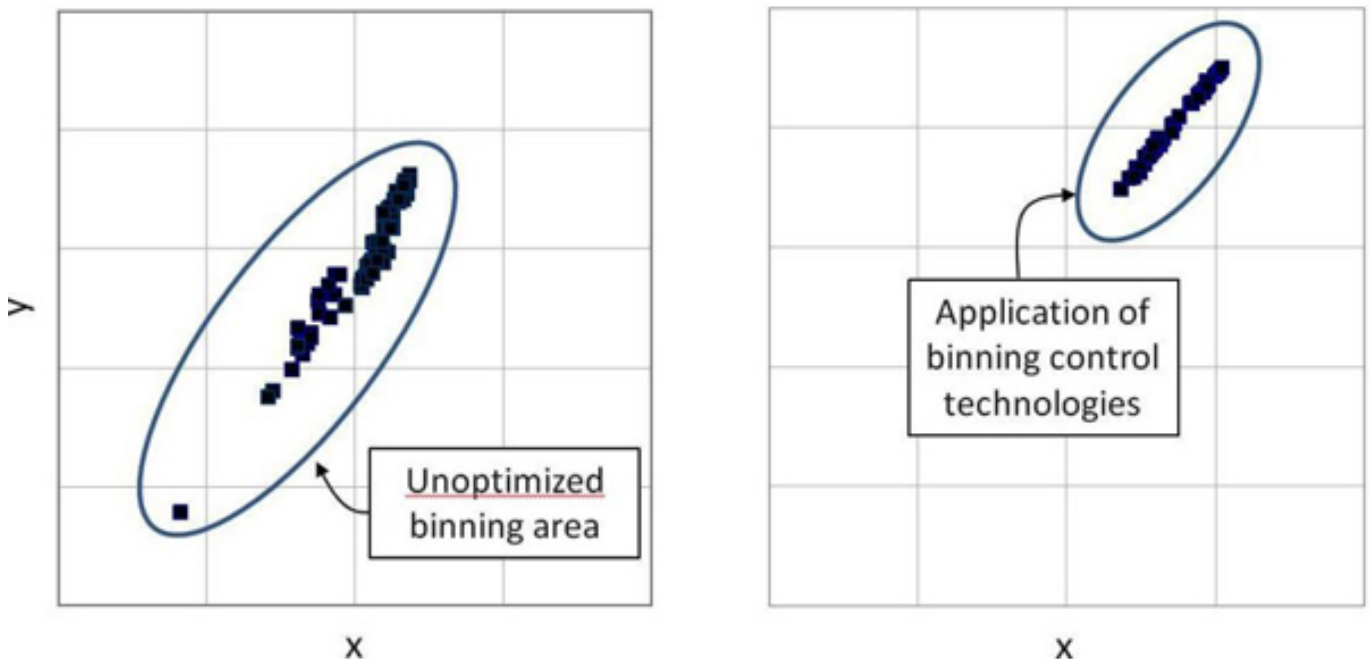 y
Unoptimized
binning area
x
Application of
binning control
technologies
x